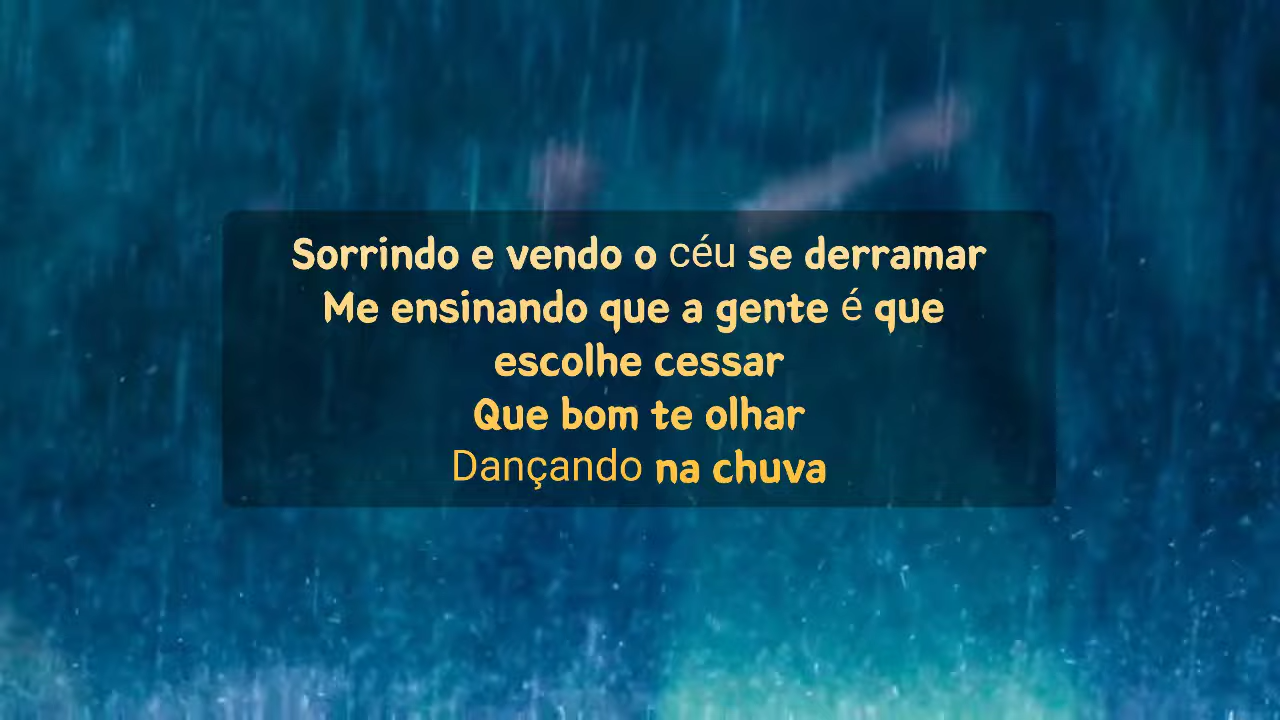 Sorrindo e vendo o céu se derramar
Me ensinando que a gente é que
escolhe cessar
Que bom te olhar
Dançando na chuva